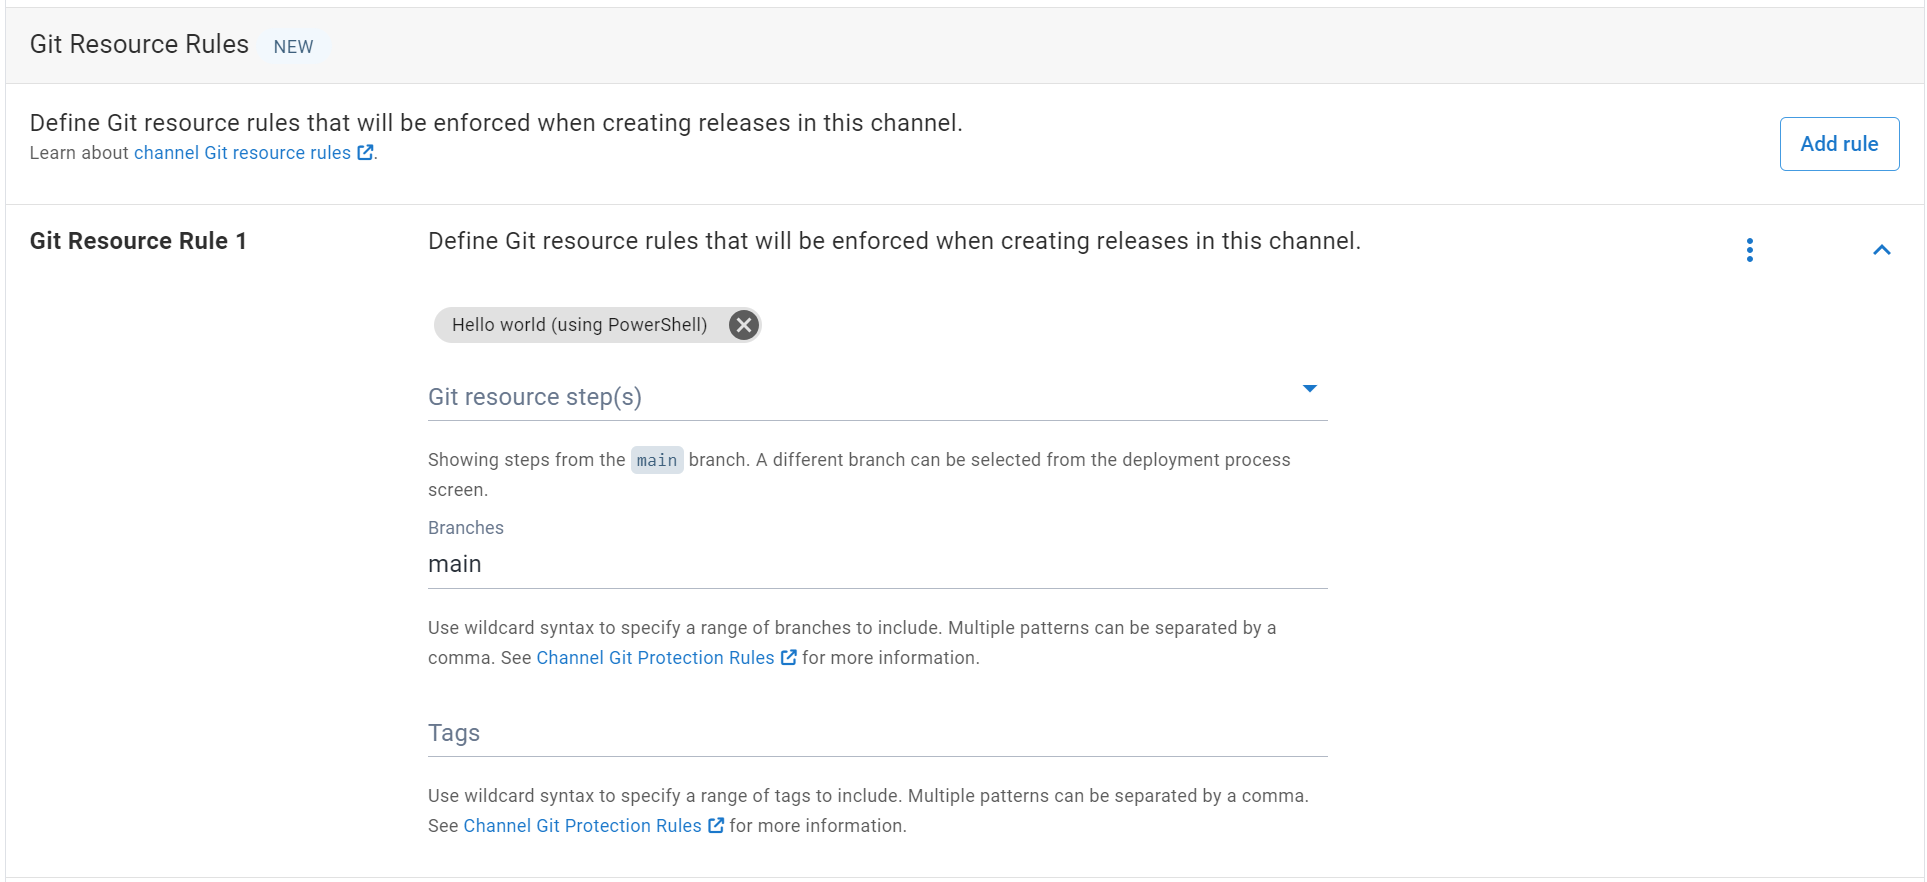 Git Resource Rules NEW
Define Git resource rules that will be enforced when creating releases in this channel.
Learn about channel Git resource rules.
Add rule
Git Resource Rule 1
Define Git resource rules that will be enforced when creating releases in this channel.
Hello world (using PowerShell)
Git resource step(s)
Showing steps from the main branch. A different branch can be selected from the deployment process
screen.
Branches
main
Use wildcard syntax to specify a range of branches to include. Multiple patterns can be separated by a
comma. See Channel Git Protection Rules for more information.
Tags
Use wildcard syntax to specify a range of tags to include. Multiple patterns can be separated by a comma.
See Channel Git Protection Rules for more information.